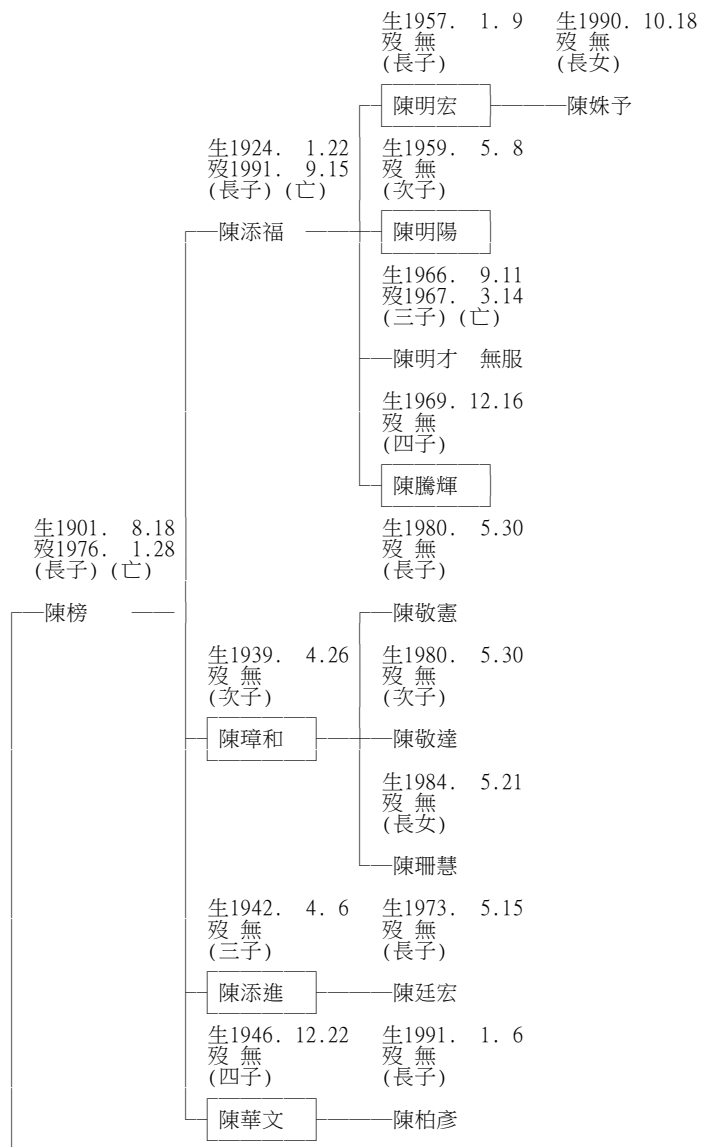 生1957. 1. 9 生1990. 10.18
歿 無 歿 無
(長子) (長女)
陳明宏 陳姝予
生1924. 1.22 生1959. 5. 8
歿1991. 9.15 歿 無
(長子) (亡) (次子)
陳添福 陳明陽
生1966. 9.11
歿1967. 3.14
(三子) (亡)
陳明才 無服
生1969. 12.16
歿 無
(四子)
陳騰輝
生1901. 8.18 生1980. 5.30
歿1976. 1.28 歿 無
(長子) (亡) (長子)
陳榜 陳敬憲
生1939. 4.26 生1980. 5.30
歿 無 歿 無
(次子) (次子)
陳璋和 陳敬達
生1984. 5.21
歿 無
(長女)
陳珊慧
生1942. 4. 6 生1973. 5.15
歿 無 歿 無
(三子) (長子)
陳添進 陳廷宏
生1946. 12.22 生1991. 1. 6
歿 無 歿 無
(四子) (長子)
陳華文 陳柏彥